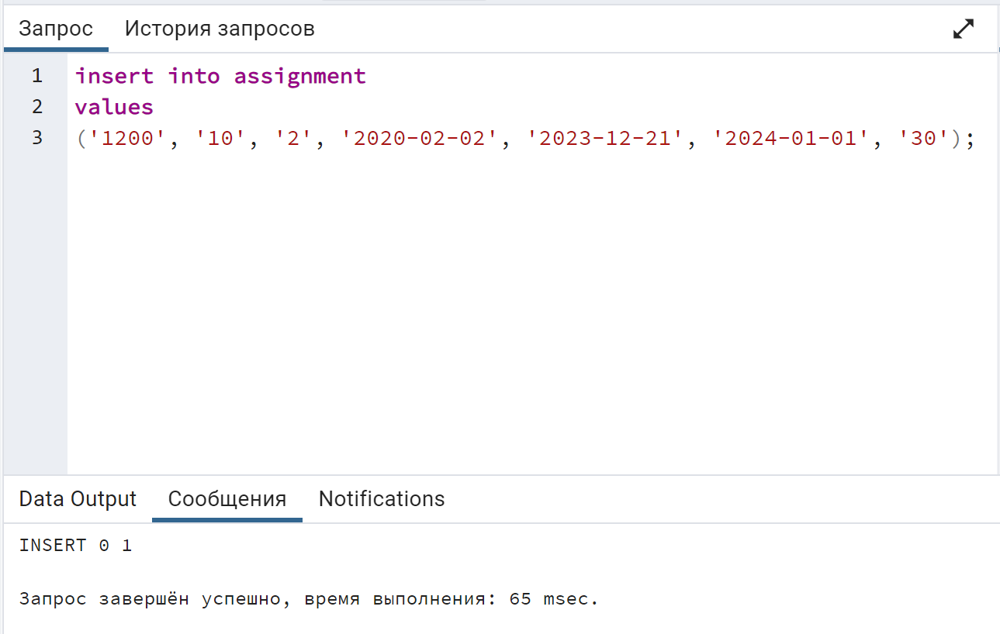 Запрос История запросов
1 insert into assignment
2 values
3 ('1200', '10', '2', '2020-02-02', '2023-12-21', '2024-01-01', '30');
Data Output Сообщения Notifications
INSERT 0 1
Запрос завершён успешно, время выполнения: 65 msec.